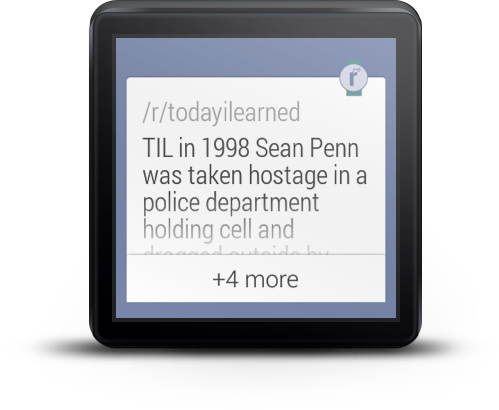 /r/todayilearned
TIL in 1998 Sean Penn
was taken hostage in a
police department
holding cell and
dragged outside by
+4 more